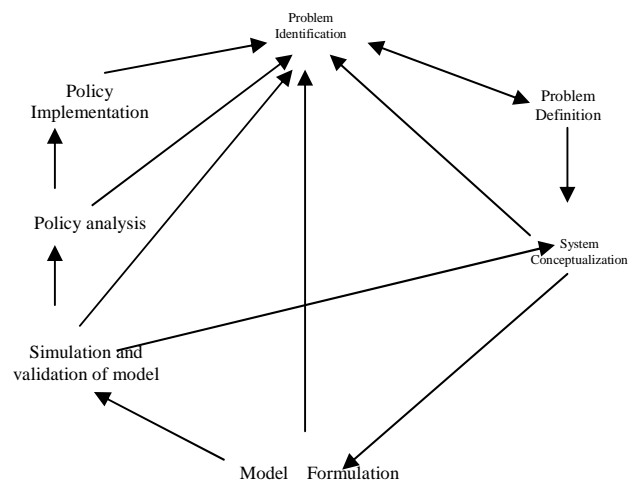 Problem
Identification
Policy
Implementation
Problem
Definition
Policy analysis
System
Conceptualization
Simulation and
validation of model
Model Formulation